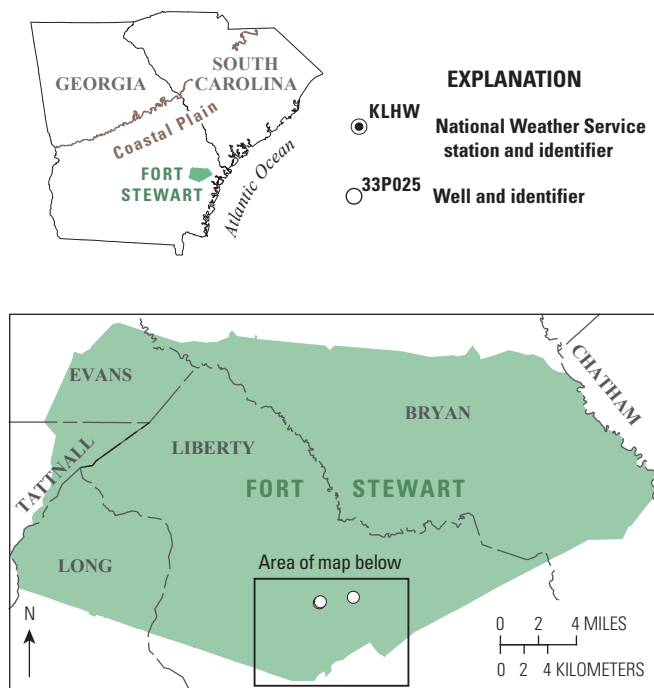 GEORGIA
SOUTH
CAROLINA
Coastal Plain
FORT
STEWART
Atlantic Ocean
EXPLANATION
KLHW
National Weather Service
station and identifier
33P025
Well and identifier
EVANS
BRYAN
CHATHAM
TATTNALL
LIBERTY
FORT STEWART
LONG
Area of map below
N
0 2 4 MILES
0 2 4 KILOMETERS